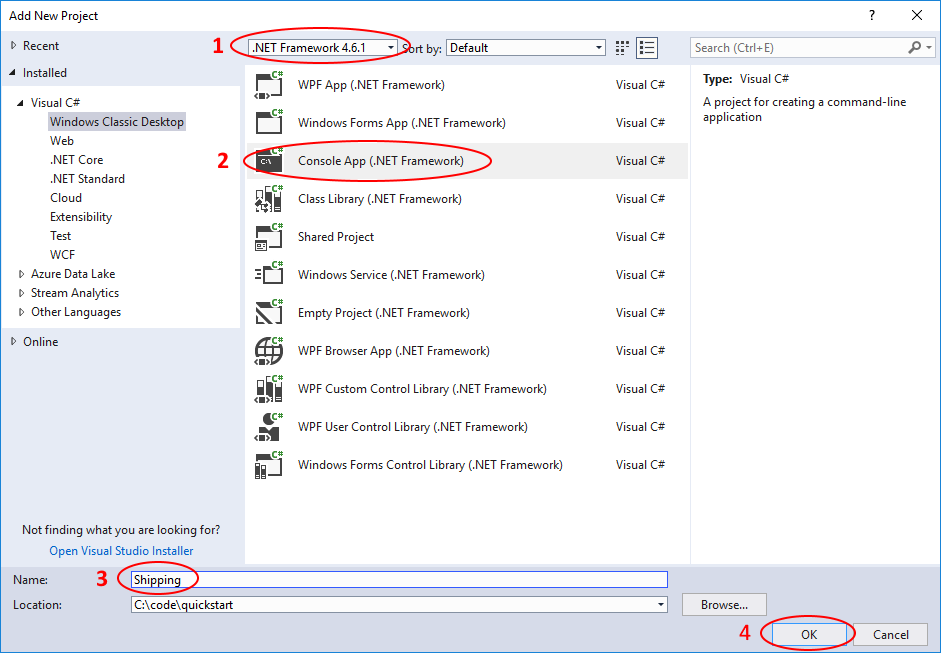 Add New Project
? 
Recent
1 .NET Framework 4.6.1 Sort by: Default Search (Ctrl+E)
Installed
Visual C#
Windows Classic Desktop
Web
.NET Core
.NET Standard
Cloud
Extensibility
Test
WCF
Azure Data Lake
Stream Analytics
Other Languages
Online
Not finding what you are looking for?
Open Visual Studio Installer
C# WPF App (.NET Framework) Visual C#
C# Windows Forms App (.NET Framework) Visual C#
2 C# C:\ Console App (.NET Framework) Visual C#
C# Class Library (.NET Framework) Visual C#
C# Shared Project Visual C#
C# Windows Service (.NET Framework) Visual C#
C# Empty Project (.NET Framework) Visual C#
C# WPF Browser App (.NET Framework) Visual C#
C# WPF Custom Control Library (.NET Framework) Visual C#
C# WPF User Control Library (.NET Framework) Visual C#
C# Windows Forms Control Library (.NET Framework) Visual C#
Type: Visual C#
A project for creating a command-line
application
Name: 3 Shipping
Location: C:\code\quickstart Browse...
4 OK Cancel